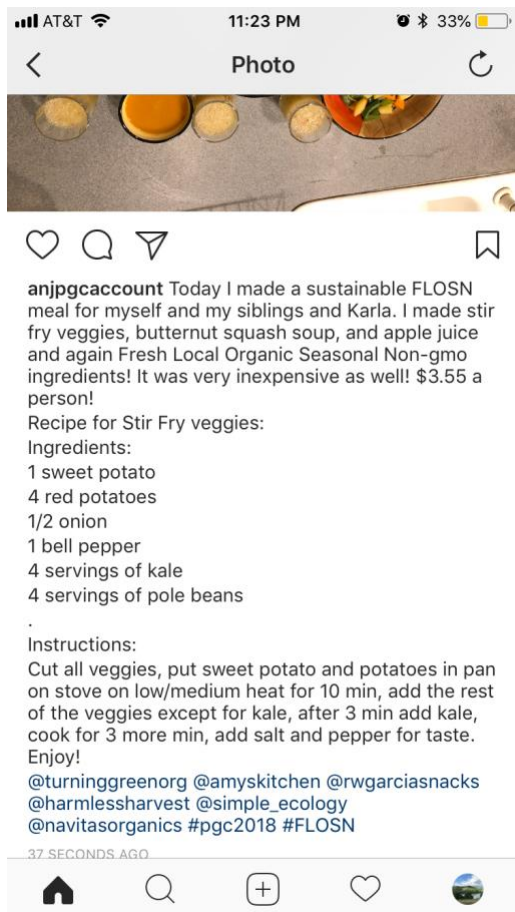 AT&T 11:23 PM 33%
Photo
anjpgcaccount Today I made a sustainable FLOSN
meal for myself and my siblings and Karla. I made stir
fry veggies, butternut squash soup, and apple juice
and again Fresh Local Organic Seasonal Non-gmo
ingredients! It was very inexpensive as well! $3.55 a
person!
Recipe for Stir Fry veggies:
Ingredients:
1 sweet potato
4 red potatoes
1/2 onion
1 bell pepper
4 servings of kale
4 servings of pole beans
.
Instructions:
Cut all veggies, put sweet potato and potatoes in pan
on stove on low/medium heat for 10 min, add the rest
of the veggies except for kale, after 3 min add kale,
cook for 3 more min, add salt and pepper for taste.
Enjoy!
@turninggreenorg @amyskitchen @rwgarciasnacks
@harmlessharvest @simple_ecology
@navitasorganics #pgc2018 #FLOSN
37 SECONDS AGO